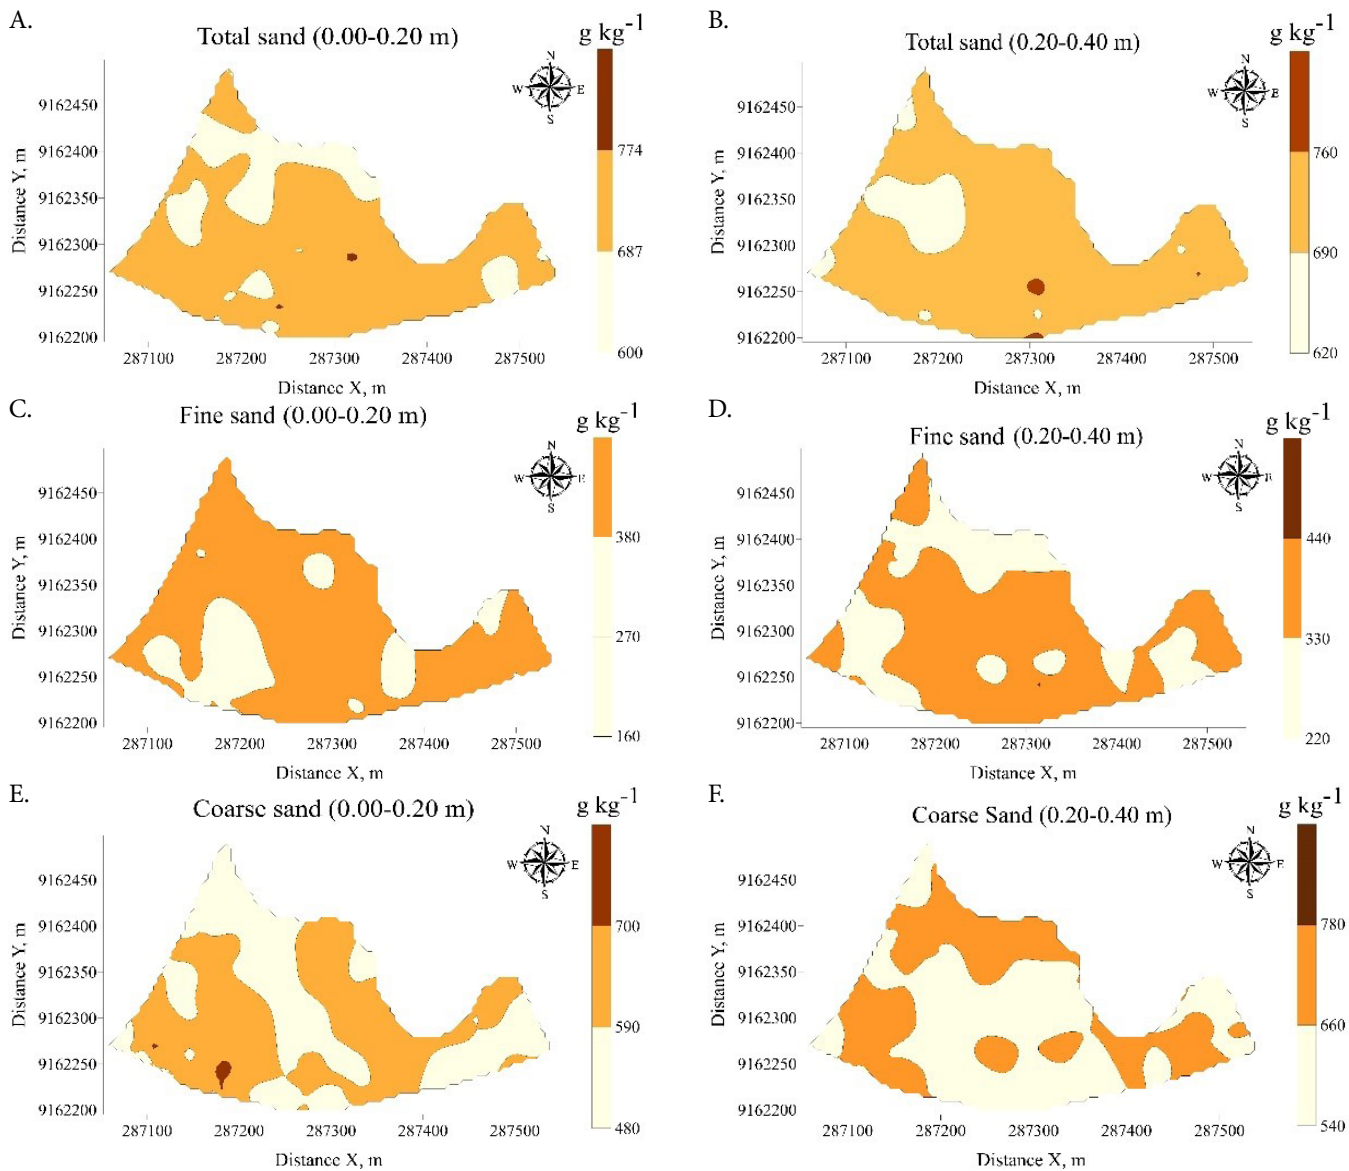 A.
Total sand (0.00-0.20 m)
g kg-1
N
W E
S
774
687
600
9162450
9162400
9162350
9162300
9162250
9162200
Distance Y, m
287100 287200 287300 287400 287500
Distance X, m
B.
Total sand (0.20-0.40 m)
g kg-1
N
W E
S
760
690
620
9162450
9162400
9162350
9162300
9162250
9162200
Distance Y, m
287100 287200 287300 287400 287500
Distance X, m
C.
Fine sand (0.00-0.20 m)
g kg-1
N
W E
S
380
270
160
9162450
9162400
9162350
9162300
9162250
9162200
Distance Y, m
287100 287200 287300 287400 287500
Distance X, m
D.
Fine sand (0.20-0.40 m)
g kg-1
N
W E
S
440
330
220
9162450
9162400
9162350
9162300
9162250
9162200
Distance Y, m
287100 287200 287300 287400 287500
Distance X, m
E.
Coarse sand (0.00-0.20 m)
g kg-1
N
W E
S
700
590
480
9162450
9162400
9162350
9162300
9162250
9162200
Distance Y, m
287100 287200 287300 287400 287500
Distance X, m
F.
Coarse Sand (0.20-0.40 m)
g kg-1
N
W E
S
780
660
540
9162450
9162400
9162350
9162300
9162250
9162200
Distance Y, m
287100 287200 287300 287400 287500
Distance X, m